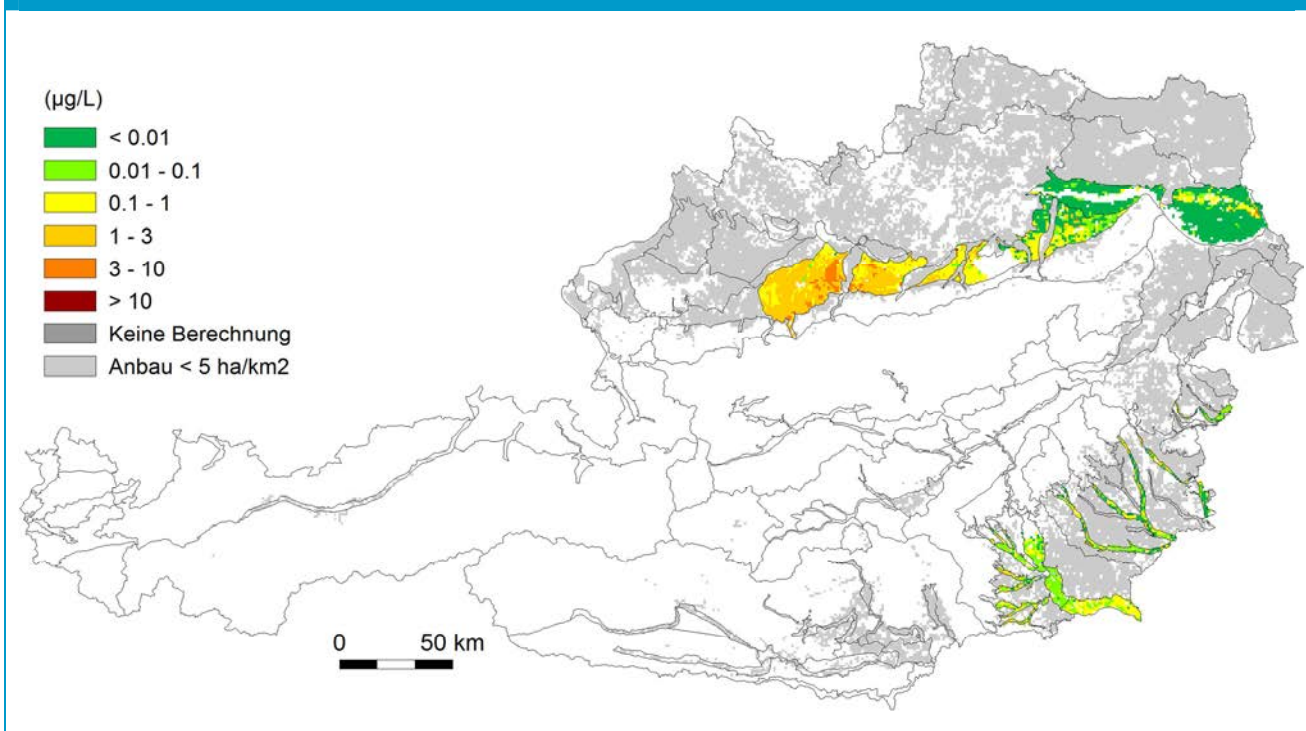 (µg/L)
< 0.01
0.01 - 0.1
0.1 - 1
1 - 3
3 - 10
> 10
Keine Berechnung
Anbau < 5 ha/km2
0 50 km